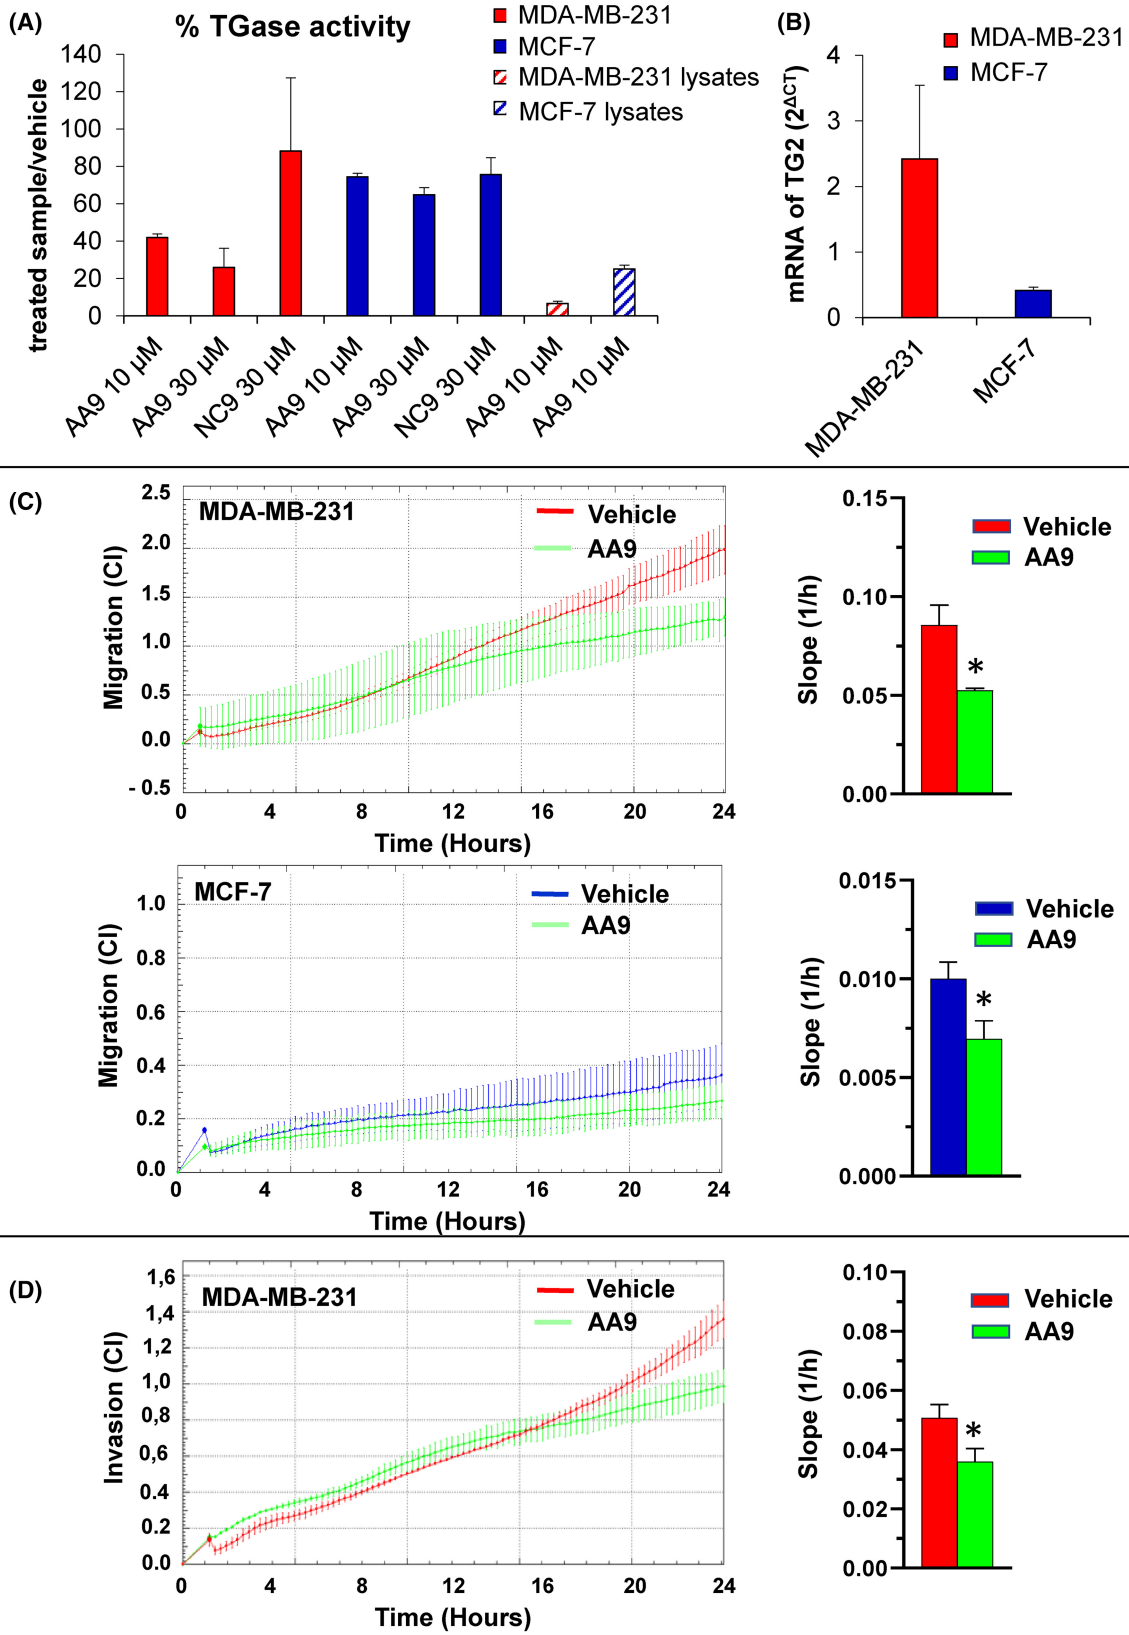 (A)
% TGase activity
MDA-MB-231
MCF-7
MDA-MB-231 lysates
MCF-7 lysates
treated sample/vehicle
140
120
100
80
60
40
20
0
AA9 10 µM
AA9 30 µM
NC9 30 µM
AA9 10 µM
AA9 30 µM
NC9 30 µM
AA9 10 µM
AA9 10 µM
(B)
MDA-MB-231
MCF-7
mRNA of TG2 (2^ΔCT)
4
3
2
1
0
MDA-MB-231
MCF-7
(C)
MDA-MB-231
Vehicle
AA9
Migration (CI)
2.5
2.0
1.5
1.0
0.5
0.0
- 0.5
0 4 8 12 16 20 24
Time (Hours)
Vehicle
AA9
Slope (1/h)
0.15
0.10
0.05
0.00
*
MCF-7
Vehicle
AA9
Migration (CI)
1.0
0.8
0.6
0.4
0.2
0.0
0 4 8 12 16 20 24
Time (Hours)
Vehicle
AA9
Slope (1/h)
0.015
0.010
0.005
0.000
*
(D)
MDA-MB-231
Vehicle
AA9
Invasion (CI)
1,6
1,4
1,2
1,0
0,8
0,6
0.4
0.2
0.0
0 4 8 12 16 20 24
Time (Hours)
Vehicle
AA9
Slope (1/h)
0.10
0.08
0.06
0.04
0.02
0.00
*